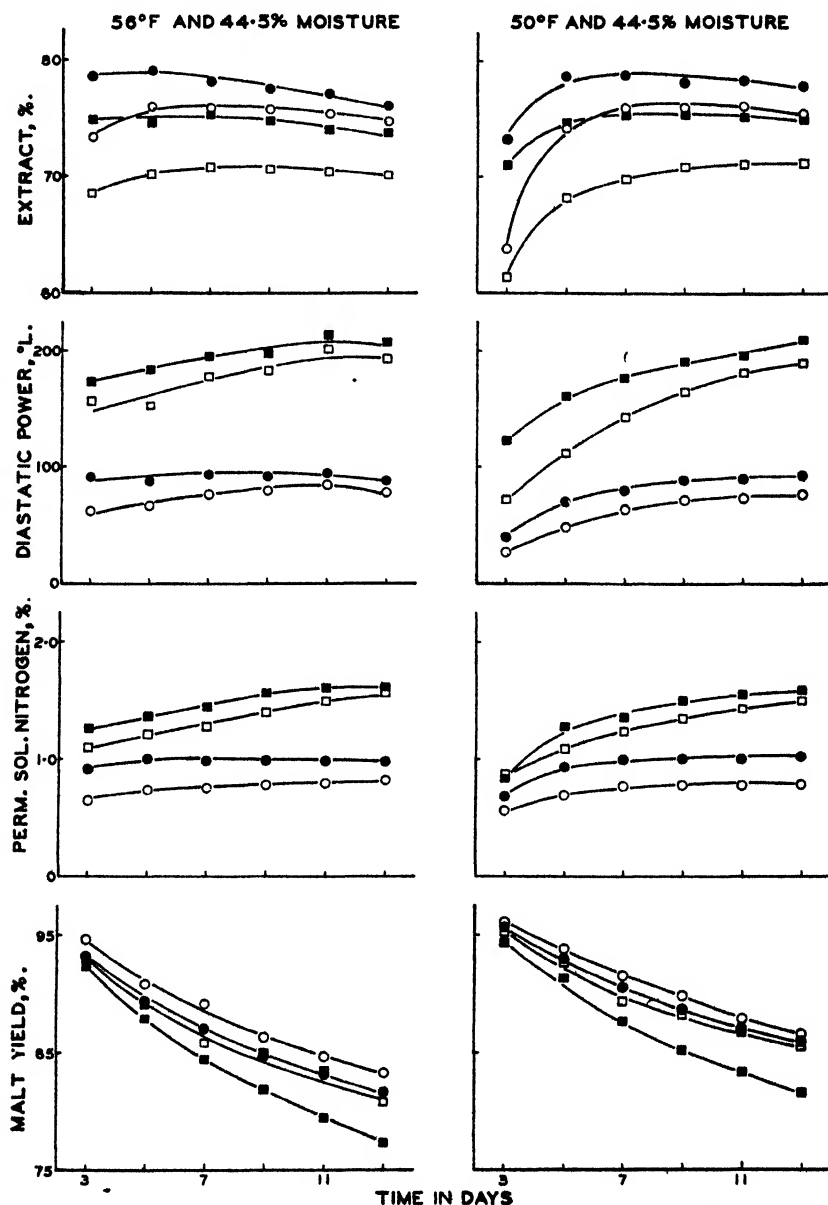 56°F AND 44·5% MOISTURE
50°F AND 44·5% MOISTURE
EXTRACT, %.
80
70
60
DIASTATIC POWER, °L.
200
100
0
PERM. SOL. NITROGEN, %.
2·0
1·0
0
MALT YIELD, %.
95
85
75
3 7 11
3 7 11
TIME IN DAYS